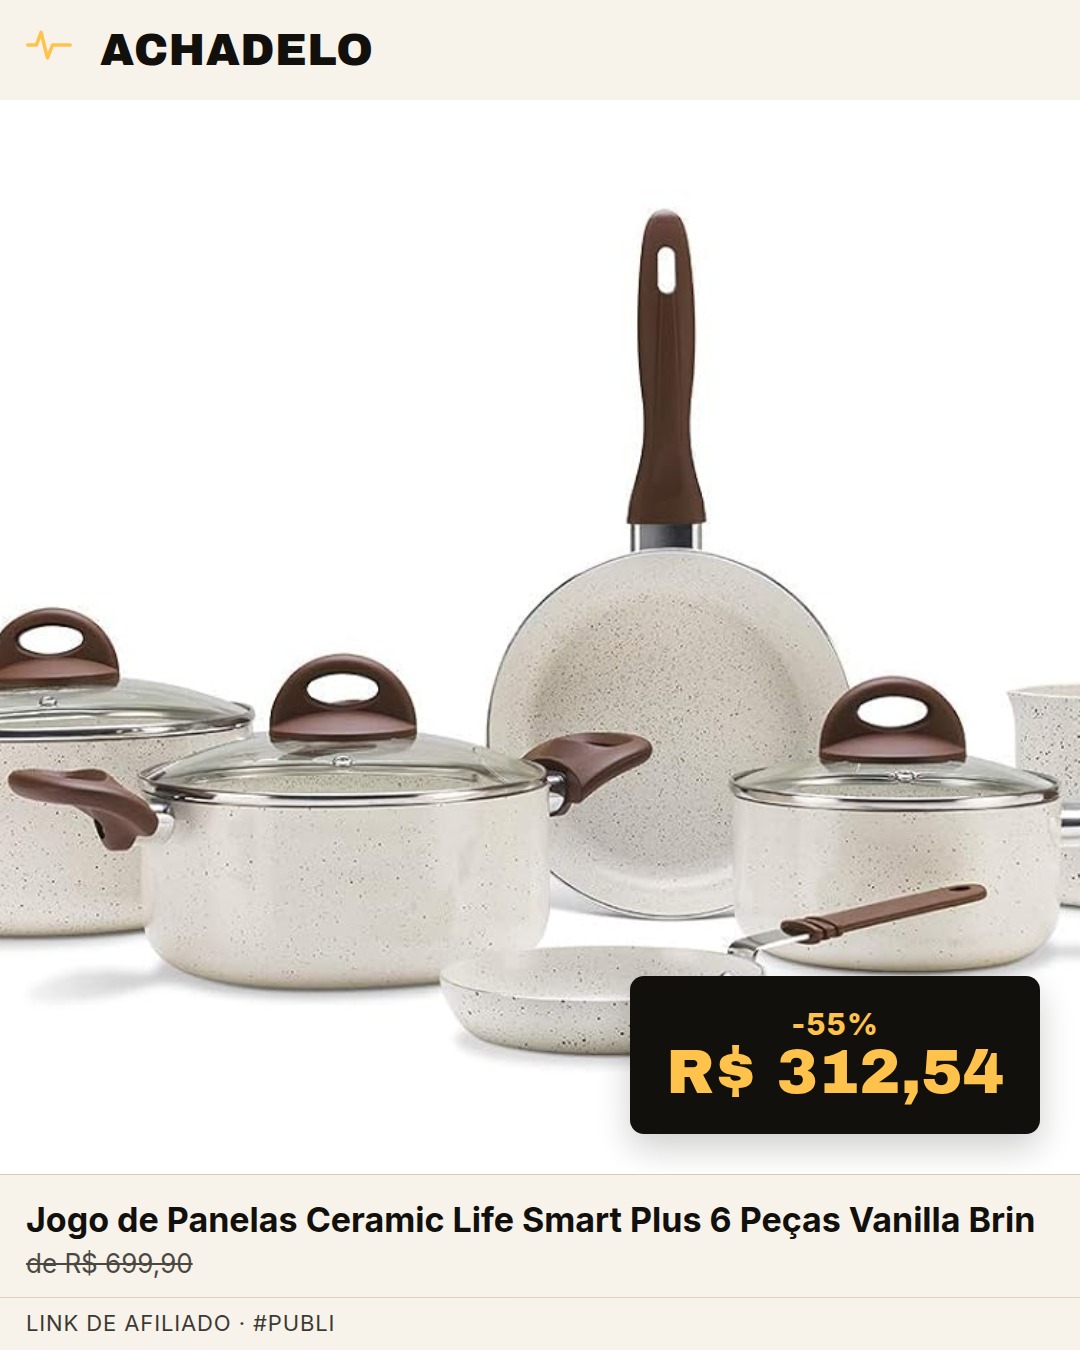 ACHADELO
-55%
R$ 312,54
Jogo de Panelas Ceramic Life Smart Plus 6 Peças Vanilla Brin
de R$ 699,90
LINK DE AFILIADO · #PUBLI